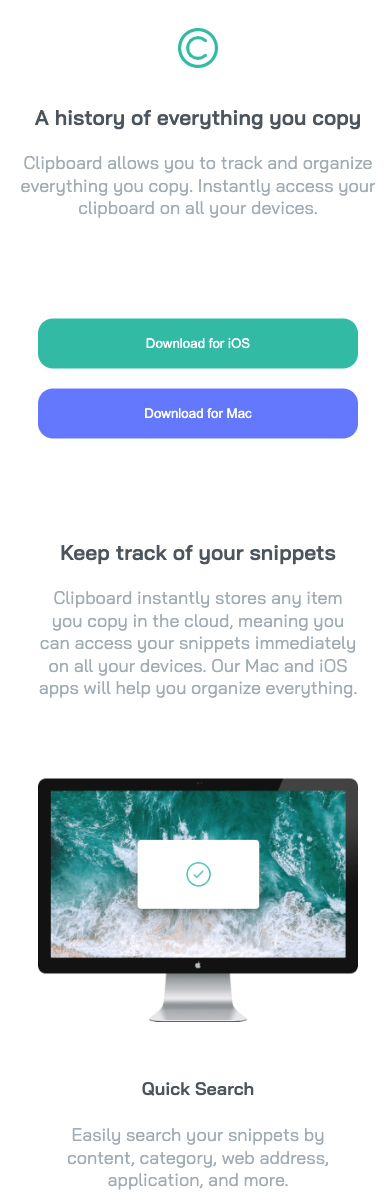 A history of everything you copy
Clipboard allows you to track and organize
everything you copy. Instantly access your
clipboard on all your devices.
Download for iOS
Download for Mac
Keep track of your snippets
Clipboard instantly stores any item
you copy in the cloud, meaning you
can access your snippets immediately
on all your devices. Our Mac and iOS
apps will help you organize everything.
Quick Search
Easily search your snippets by
content, category, web address,
application, and more.